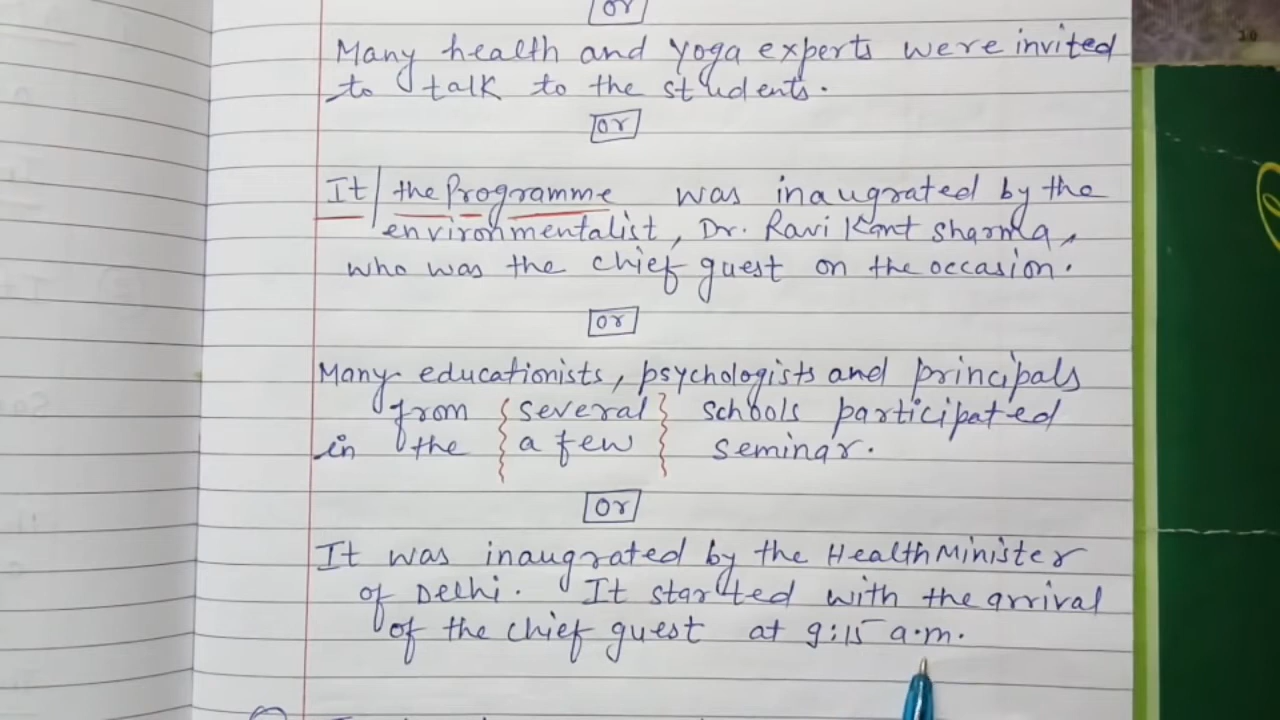 or
Many health and yoga experts were invited
to talk to the students.
or
It/the Programme was inaugrated by the
environmentalist, Dr. Ravi Kant Sharma,
who was the chief guest on the occasion.
or
Many educationists, psychologists and principals
from several schools participated
in the a few seminar.
or
It was inaugrated by the Health Minister
of Delhi. It started with the arrival
of the chief guest at 9:15 a.m.